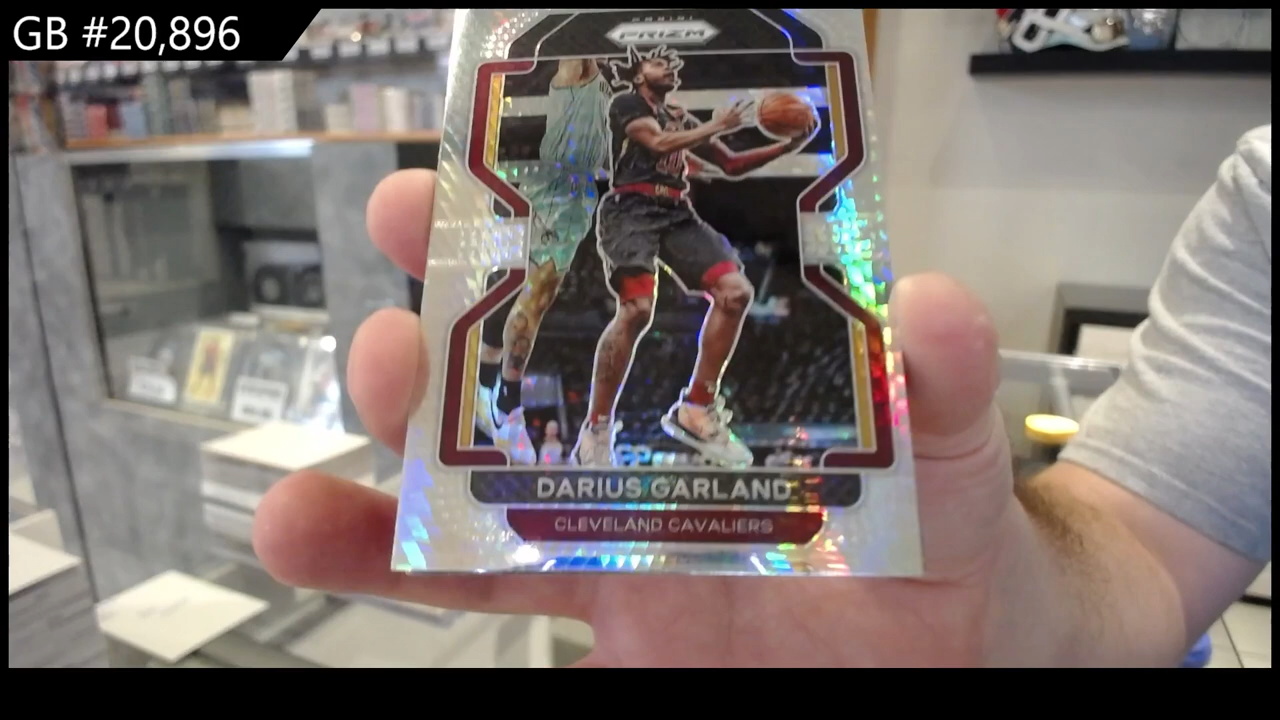 GB #20,896
PANINI
PRIZM
DARIUS GARLAND
CLEVELAND CAVALIERS